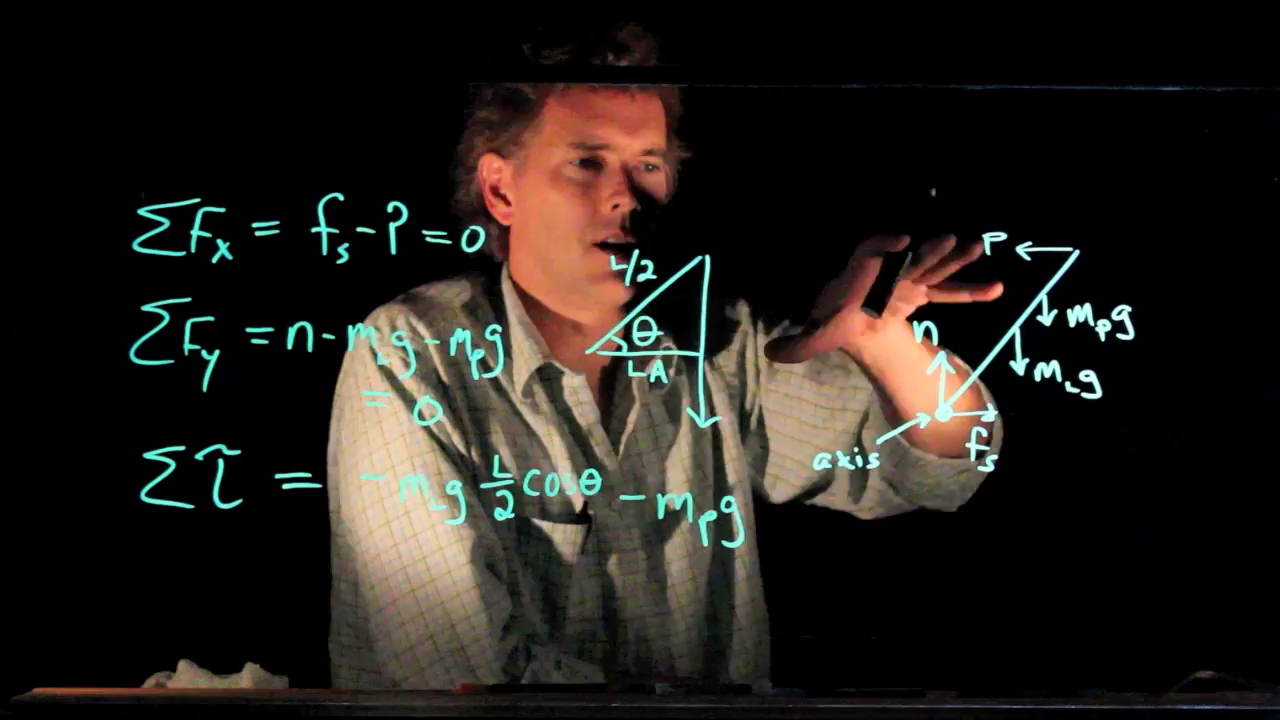 ΣFx = fs - P = 0
ΣFy = n - mLg - mpg
= 0
Στ = -mLg L/2 cosθ - mpg
L/2
θ
LA
P
mpg
n
mLg
fs
axis